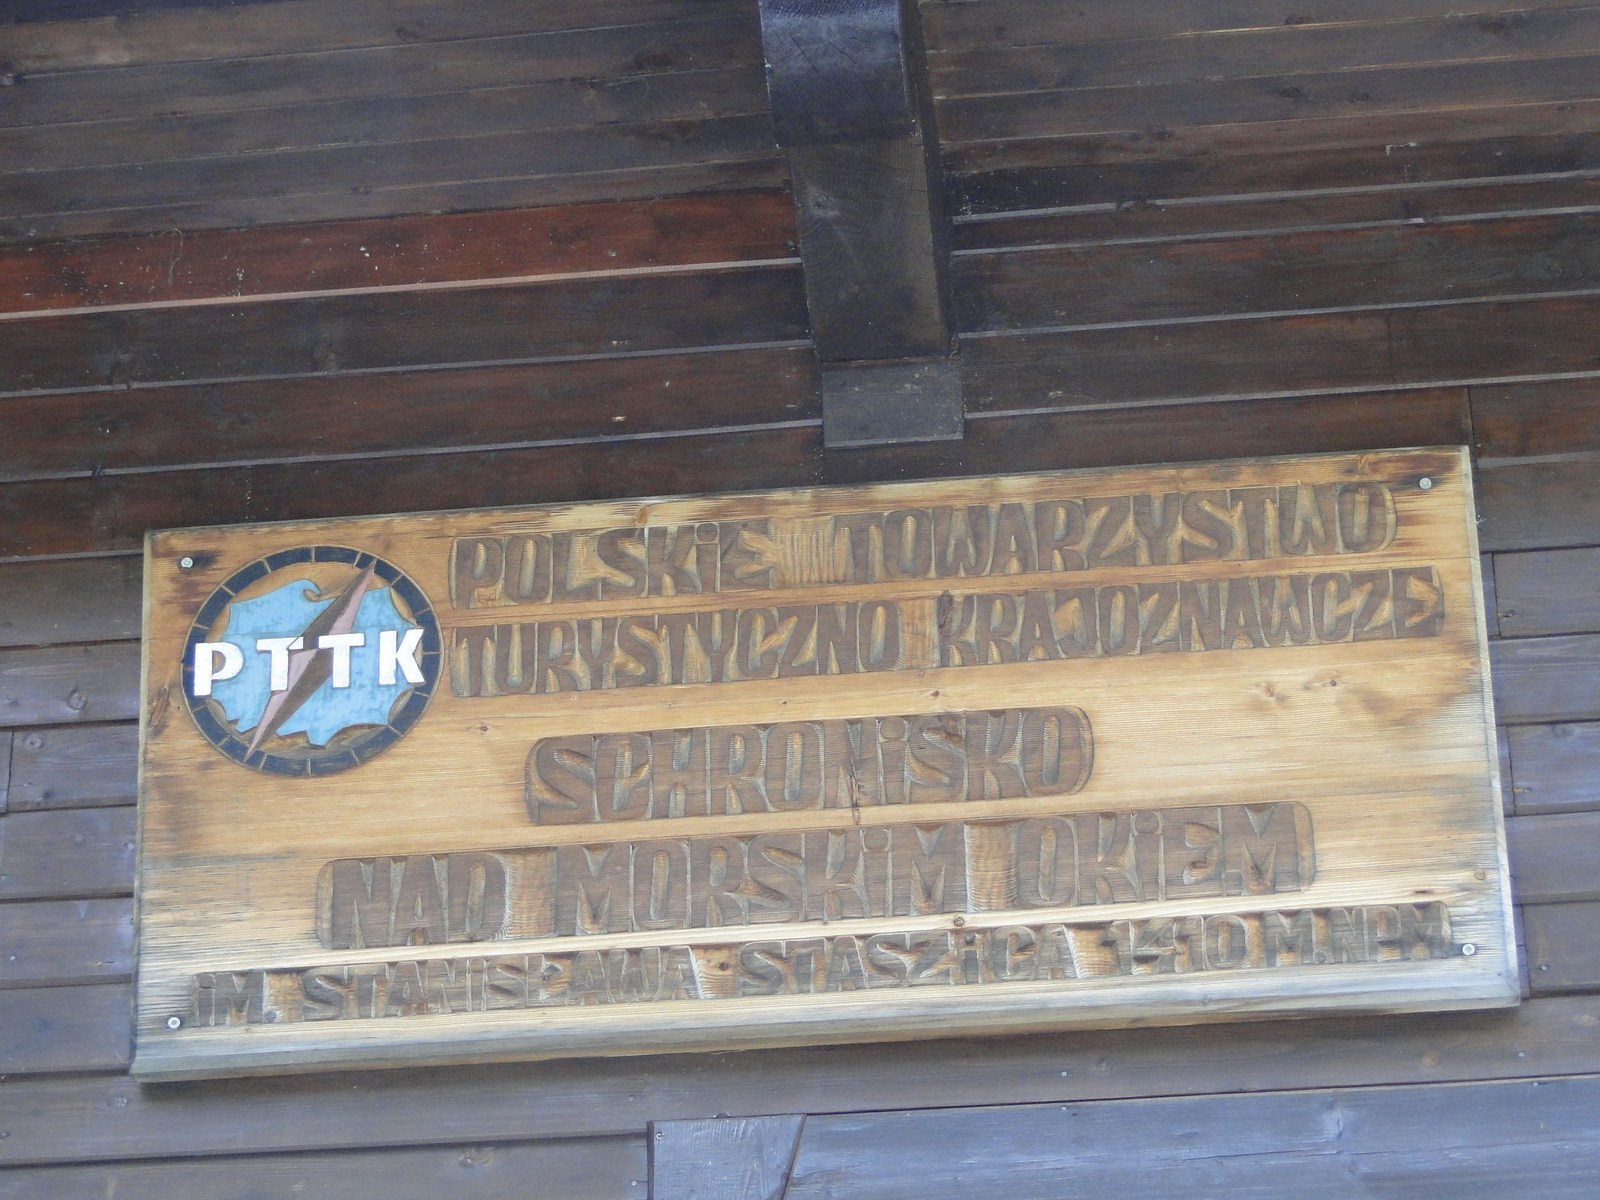 PTTK
POLSKiE TOWARZYSTWO
TURYSTYCZNO KRAJOZNAWCZE
SCHRONiSKO
NAD MORSKiM OKiEM
iM. STANiSŁAWA STASZiCA 1410 M.NPM